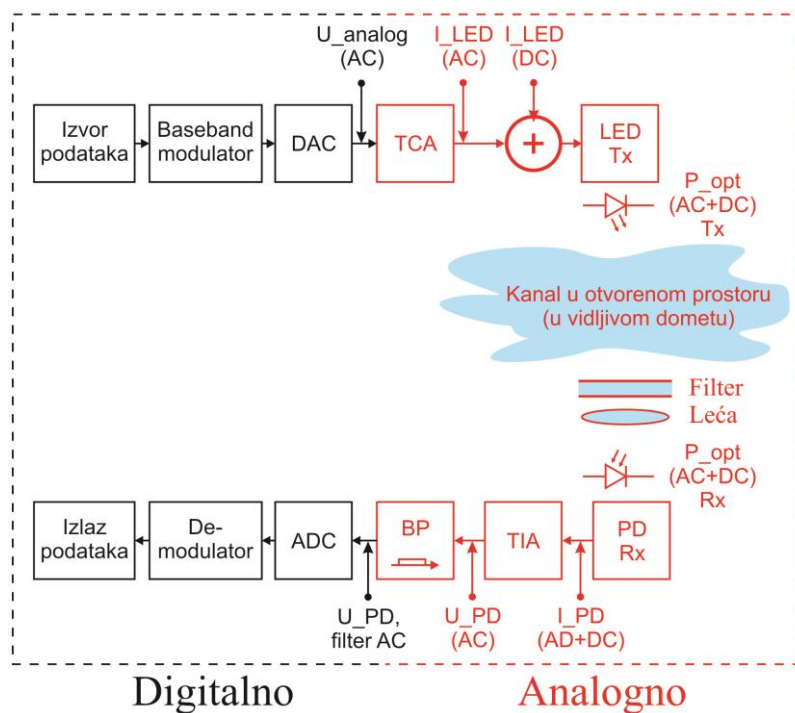 U_analog
(AC)
I_LED
(AC)
I_LED
(DC)
Izvor
podataka
Baseband
modulator
DAC
TCA
+
LED
Tx
P_opt
(AC+DC)
Tx
Kanal u otvorenom prostoru
(u vidljivom dometu)
Filter
Leća
P_opt
(AC+DC)
Rx
Izlaz
podataka
De-
modulator
ADC
BP
TIA
PD
Rx
U_PD,
filter AC
U_PD
(AC)
I_PD
(AD+DC)
Digitalno
Analogno